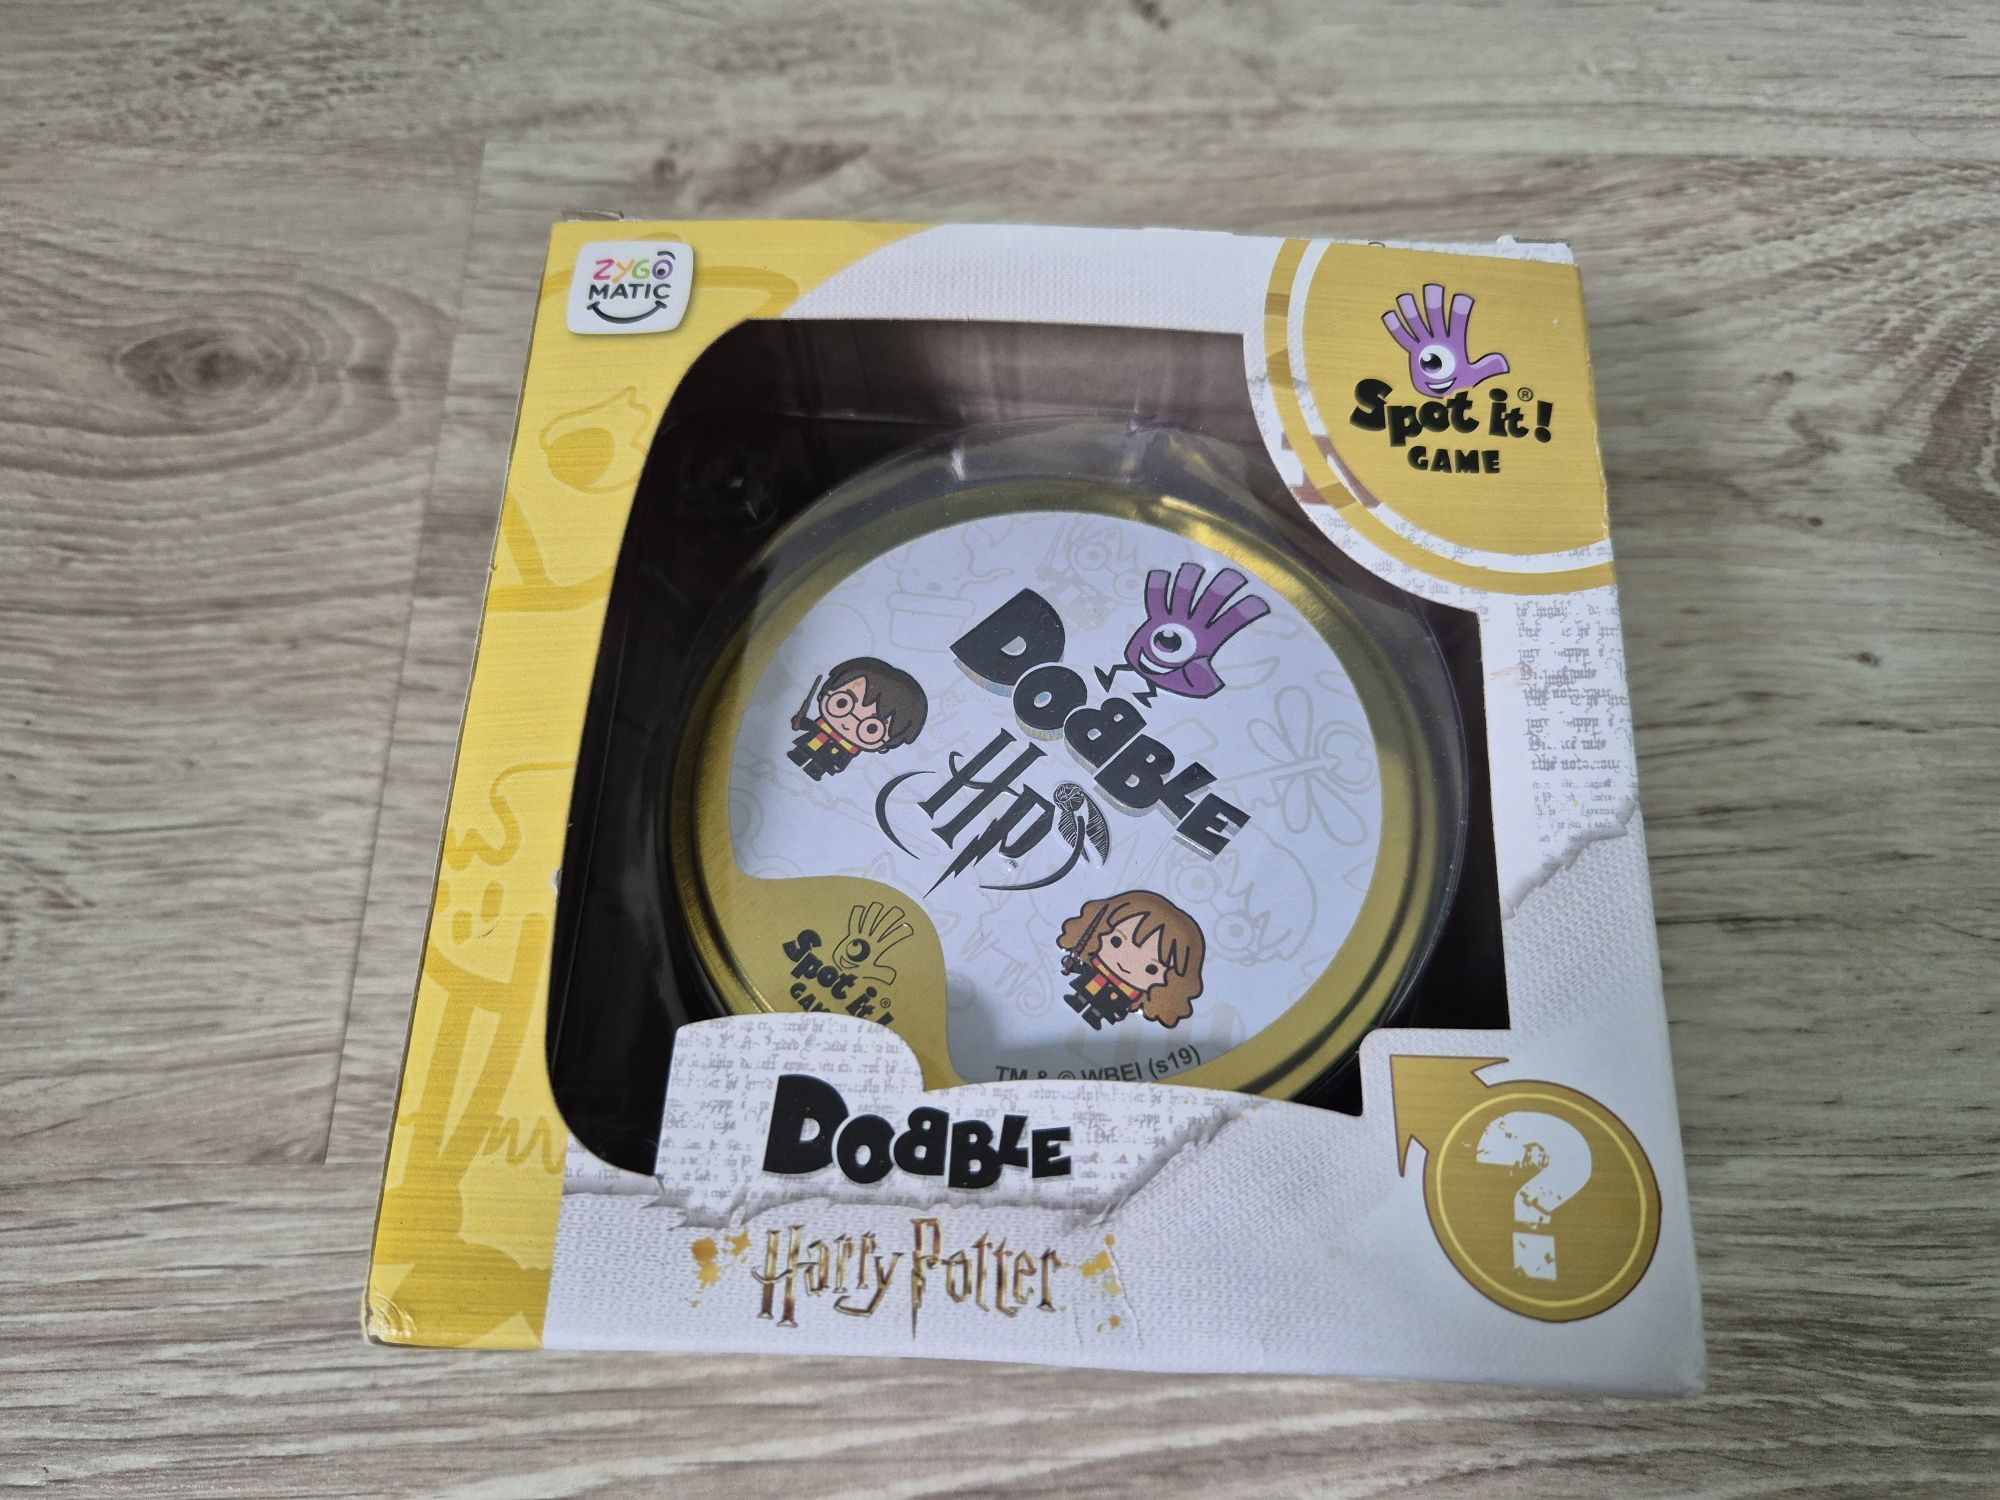 ZYGO
MATIC
Spot it!®
GAME
DOBBLE
HP
Spot it!®
TM & © WBEI (s19)
DOBBLE
Harry Potter
?